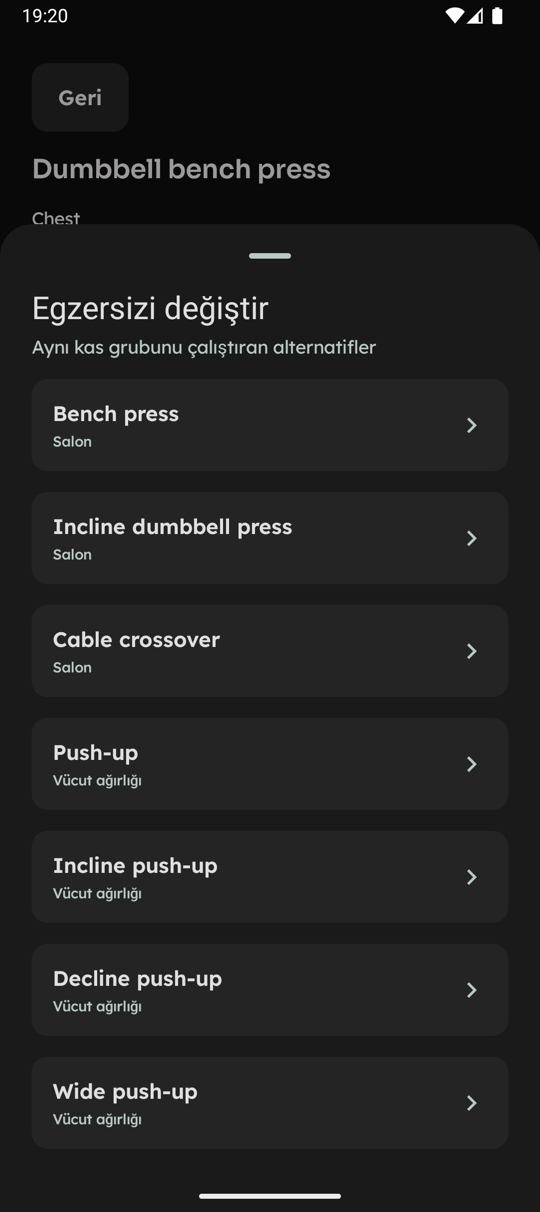 19:20
Geri
Dumbbell bench press
Chest
Egzersizi değiştir
Aynı kas grubunu çalıştıran alternatifler
Bench press
Salon
Incline dumbbell press
Salon
Cable crossover
Salon
Push-up
Vücut ağırlığı
Incline push-up
Vücut ağırlığı
Decline push-up
Vücut ağırlığı
Wide push-up
Vücut ağırlığı